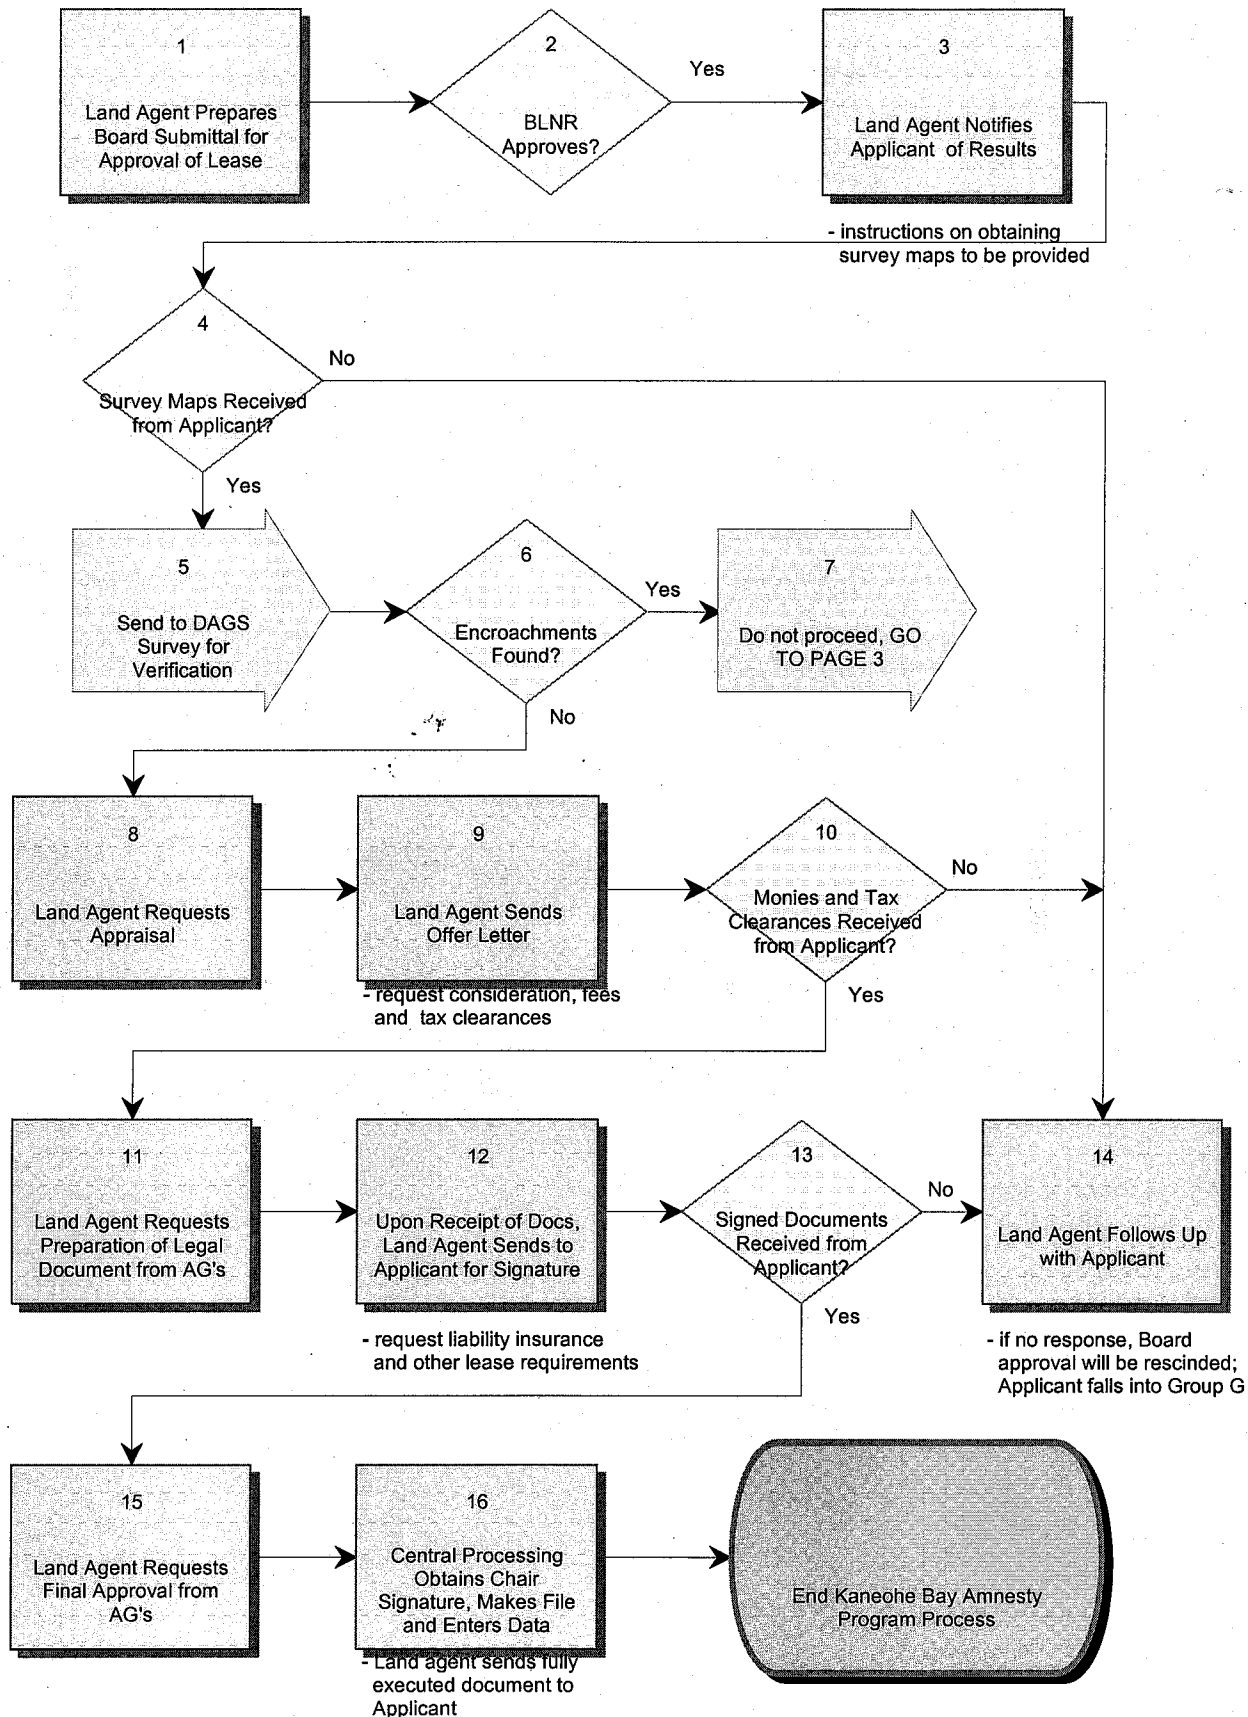 1
Land Agent Prepares
Board Submittal for
Approval of Lease
2
BLNR
Approves?
Yes
3
Land Agent Notifies
Applicant of Results
- instructions on obtaining
survey maps to be provided
4
Survey Maps Received
from Applicant?
No
Yes
5
Send to DAGS
Survey for
Verification
6
Encroachments
Found?
Yes
No
7
Do not proceed, GO
TO PAGE 3
8
Land Agent Requests
Appraisal
9
Land Agent Sends
Offer Letter
- request consideration, fees
and tax clearances
10
Monies and Tax
Clearances Received
from Applicant?
No
Yes
11
Land Agent Requests
Preparation of Legal
Document from AG's
12
Upon Receipt of Docs,
Land Agent Sends to
Applicant for Signature
- request liability insurance
and other lease requirements
13
Signed Documents
Received from
Applicant?
No
Yes
14
Land Agent Follows Up
with Applicant
- if no response, Board
approval will be rescinded;
Applicant falls into Group G
15
Land Agent Requests
Final Approval from
AG's
16
Central Processing
Obtains Chair
Signature, Makes File
and Enters Data
- Land agent sends fully
executed document to
Applicant
End Kaneohe Bay Amnesty
Program Process